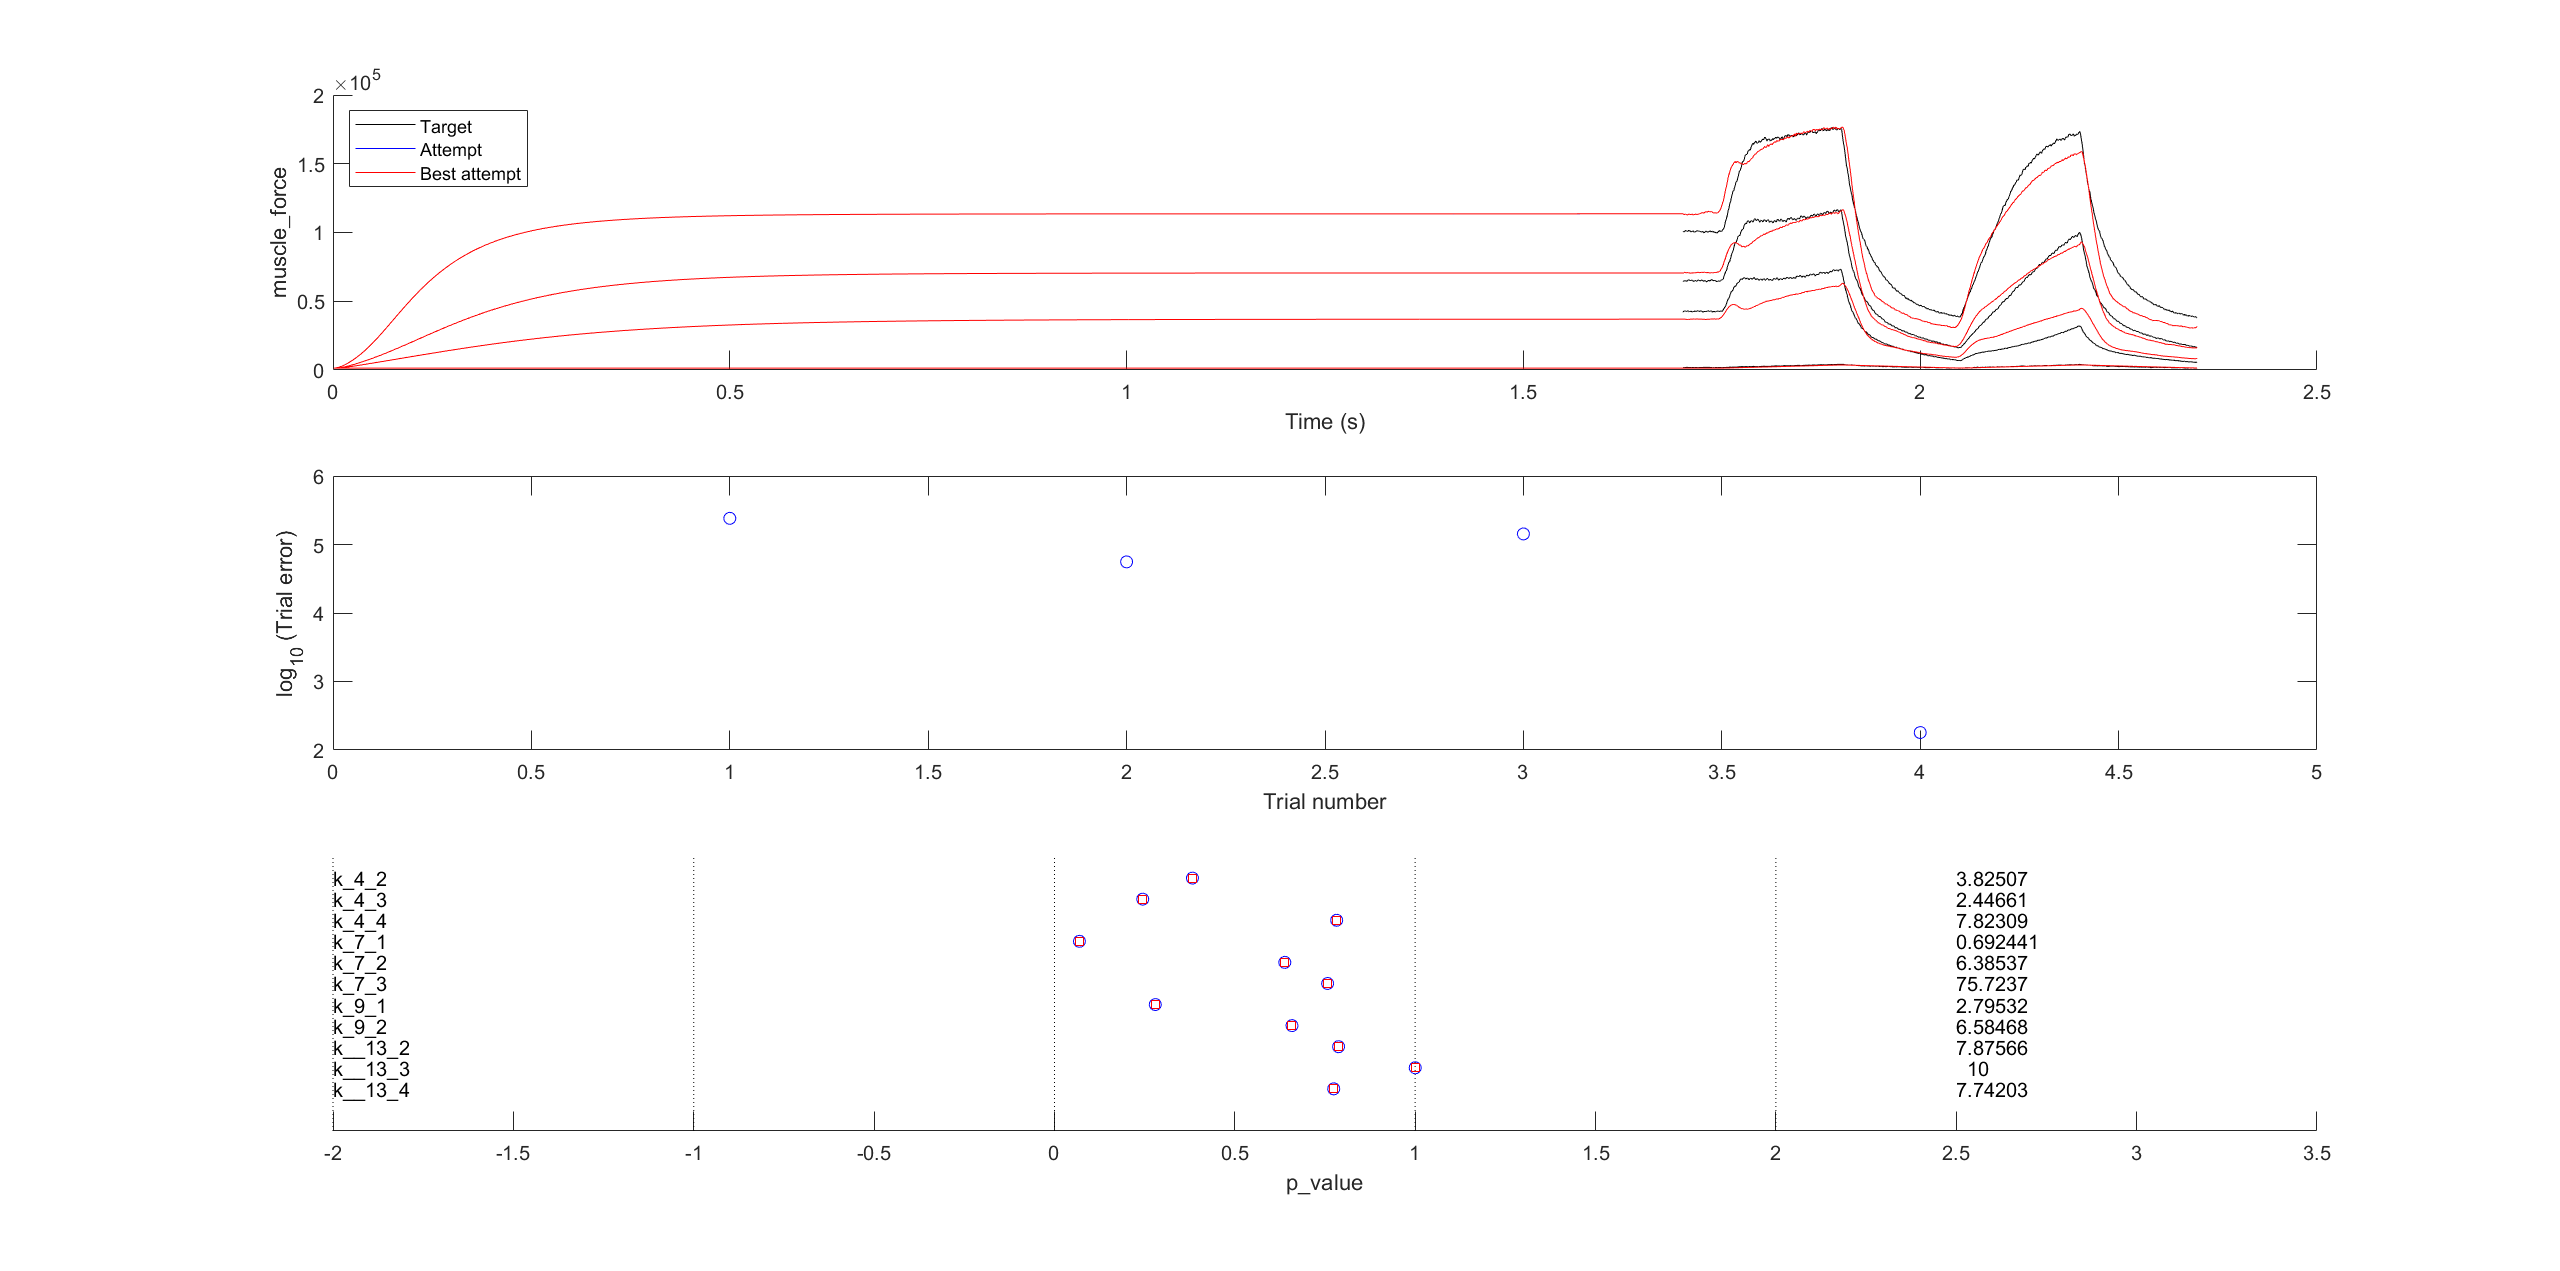 ×10^5
2
1.5
1
0.5
0
muscle_force
Target
Attempt
Best attempt
0 0.5 1 1.5 2 2.5
Time (s)
6
5
4
3
2
log_10 (Trial error)
0 0.5 1 1.5 2 2.5 3 3.5 4 4.5 5
Trial number
k_4_2 3.82507
k_4_3 2.44661
k_4_4 7.82309
k_7_1 0.692441
k_7_2 6.38537
k_7_3 75.7237
k_9_1 2.79532
k_9_2 6.58468
k__13_2 7.87566
k__13_3 10
k__13_4 7.74203
-2 -1.5 -1 -0.5 0 0.5 1 1.5 2 2.5 3 3.5
p_value